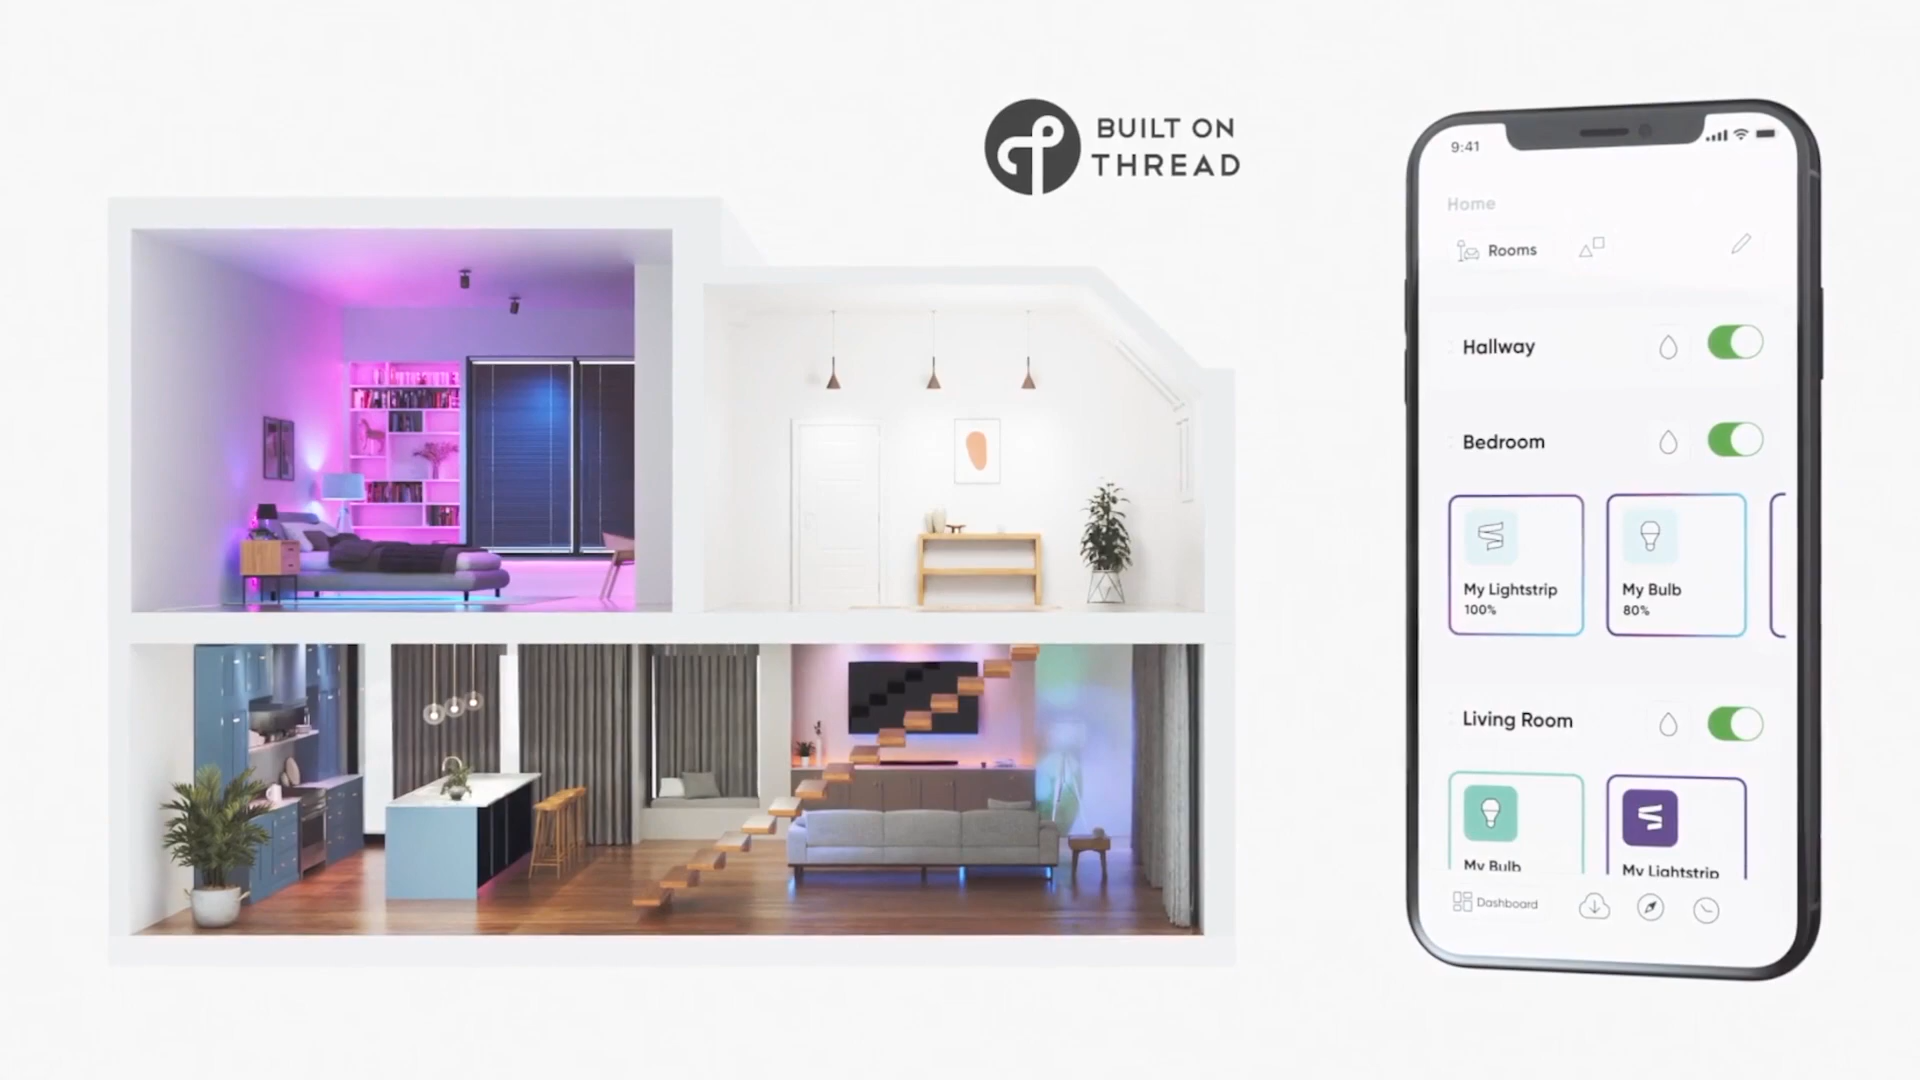 BUILT ON
THREAD
9:41
Home
Rooms
Hallway
Bedroom
My Lightstrip
100%
My Bulb
80%
Living Room
My Bulb
My Lightstrip
Dashboard